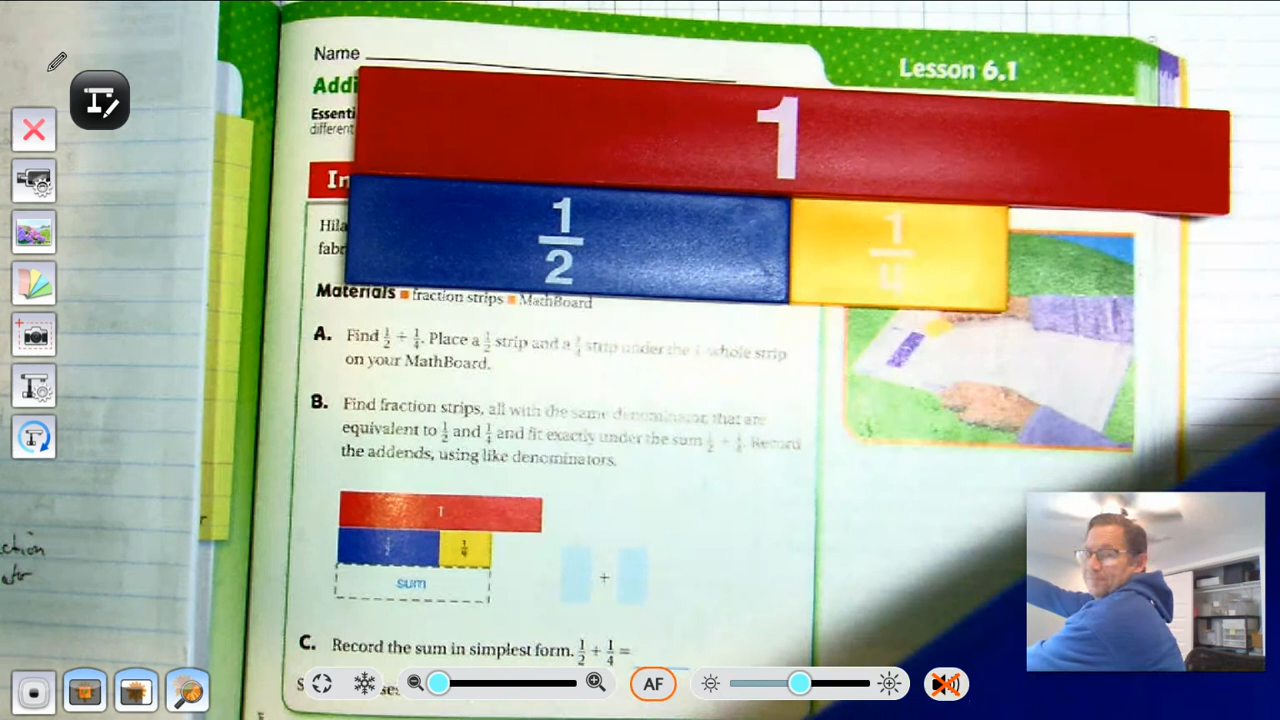 Name
Lesson 6.1
Addi
Essenti
different
1
In
Hila
fabr
1/2
1/4
Materials ■ fraction strips ■ MathBoard
A. Find 1/2 + 1/4. Place a 1/2 strip and a 1/4 strip under the 1 whole strip
on your MathBoard.
B. Find fraction strips, all with the same denominator, that are
equivalent to 1/2 and 1/4 and fit exactly under the sum 1/2 + 1/4. Record
the addends, using like denominators.
1
1/2 1/4
sum
+
C. Record the sum in simplest form. 1/2 + 1/4 =
AF